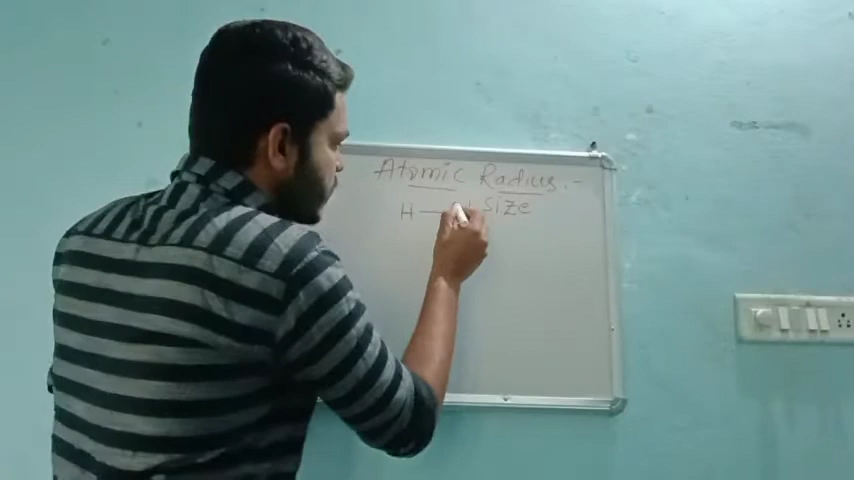 Atomic Radius :-
H — size